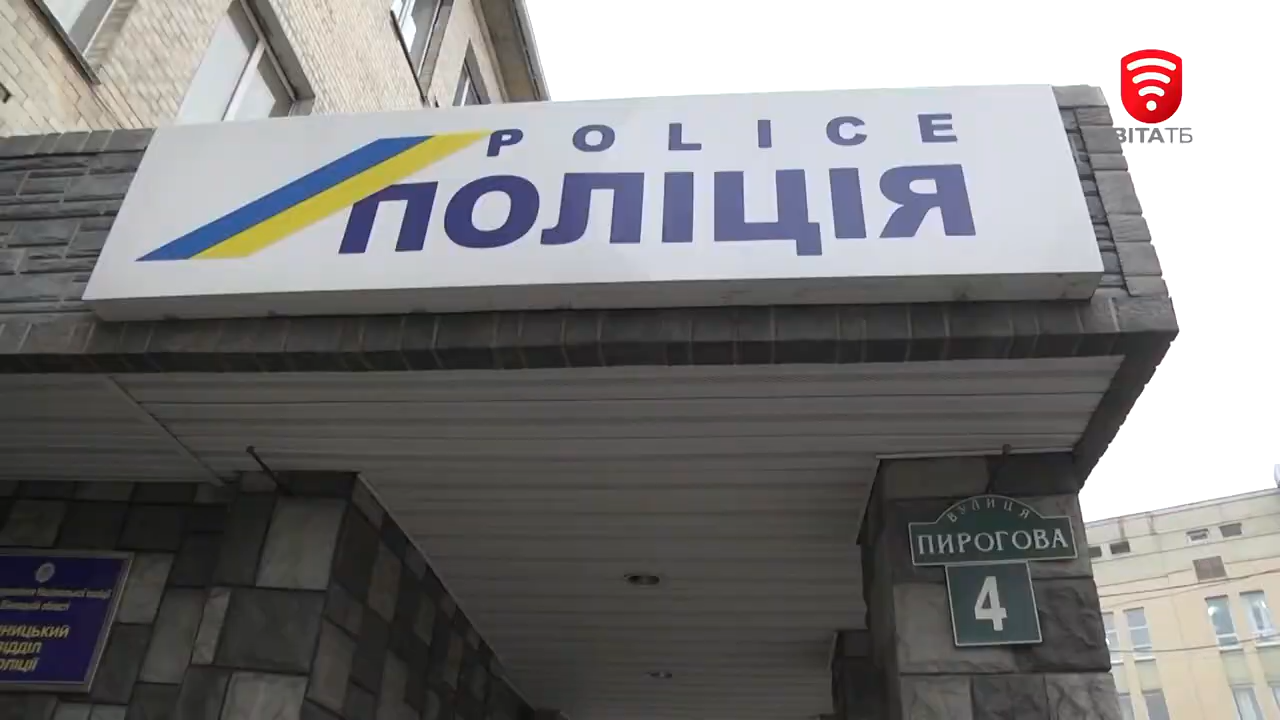 POLICE
ПОЛІЦІЯ
ВІТАТБ
ВУЛИЦЯ
ПИРОГОВА
4
НИЦЬКИЙ
ВІДДІЛ
ПОЛІЦІЇ